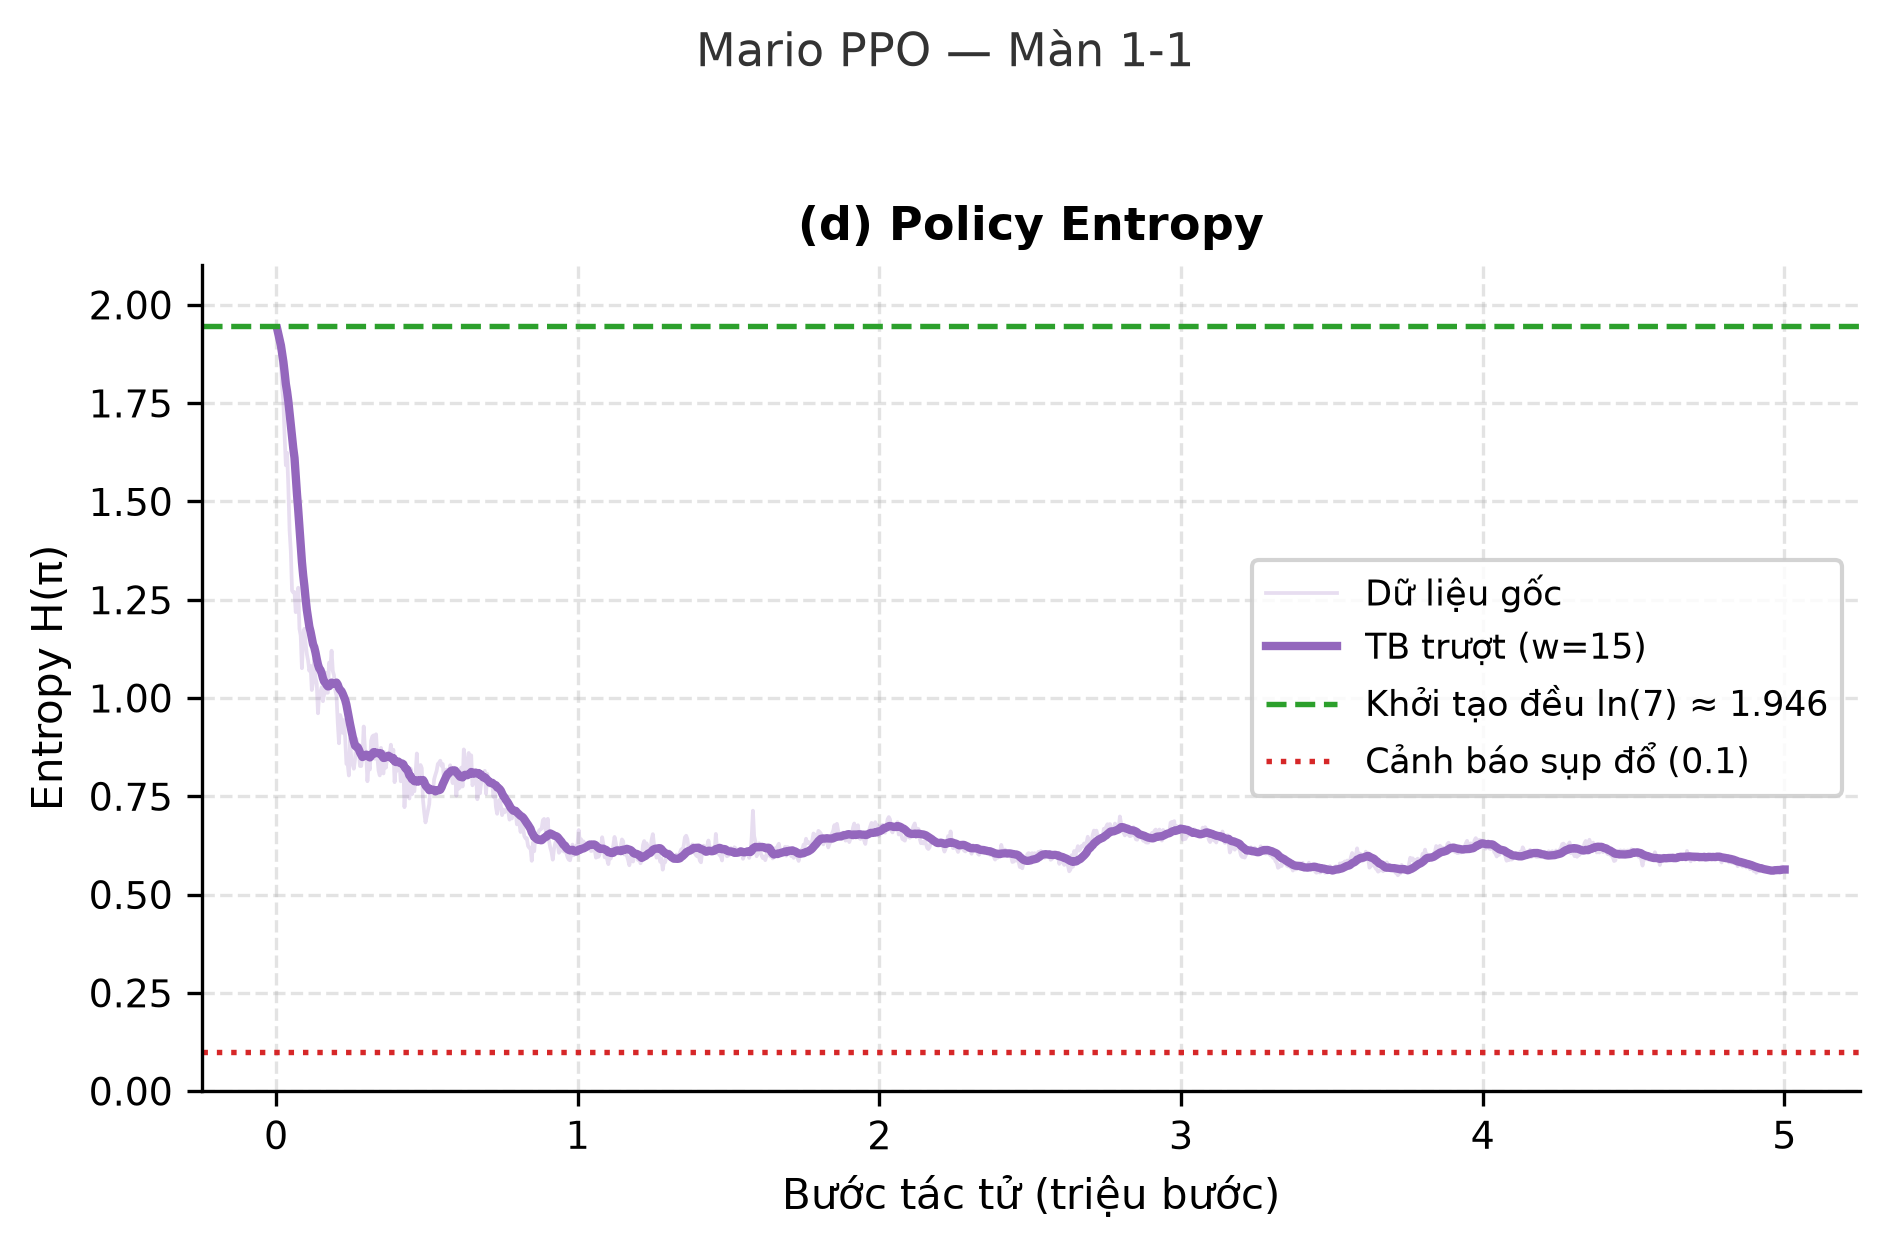 Mario PPO — Màn 1-1
(d) Policy Entropy
Entropy H(π)
2.00
1.75
1.50
1.25
1.00
0.75
0.50
0.25
0.00
Dữ liệu gốc
TB trượt (w=15)
Khởi tạo đều ln(7) ≈ 1.946
Cảnh báo sụp đổ (0.1)
0 1 2 3 4 5
Bước tác tử (triệu bước)